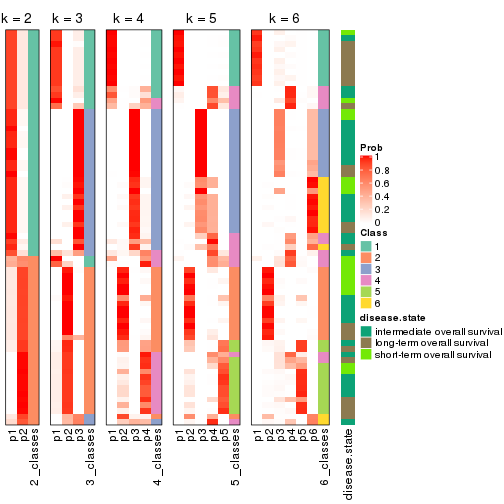 k = 2 k = 3 k = 4 k = 5 k = 6
Prob
1
0.8
0.6
0.4
0.2
0
Class
1
2
3
4
5
6
disease.state
intermediate overall survival
long-term overall survival
short-term overall survival
p1 p2 2_classes p1 p2 p3 3_classes p1 p2 p3 p4 4_classes p1 p2 p3 p4 p5 5_classes p1 p2 p3 p4 p5 p6 6_classes disease.state